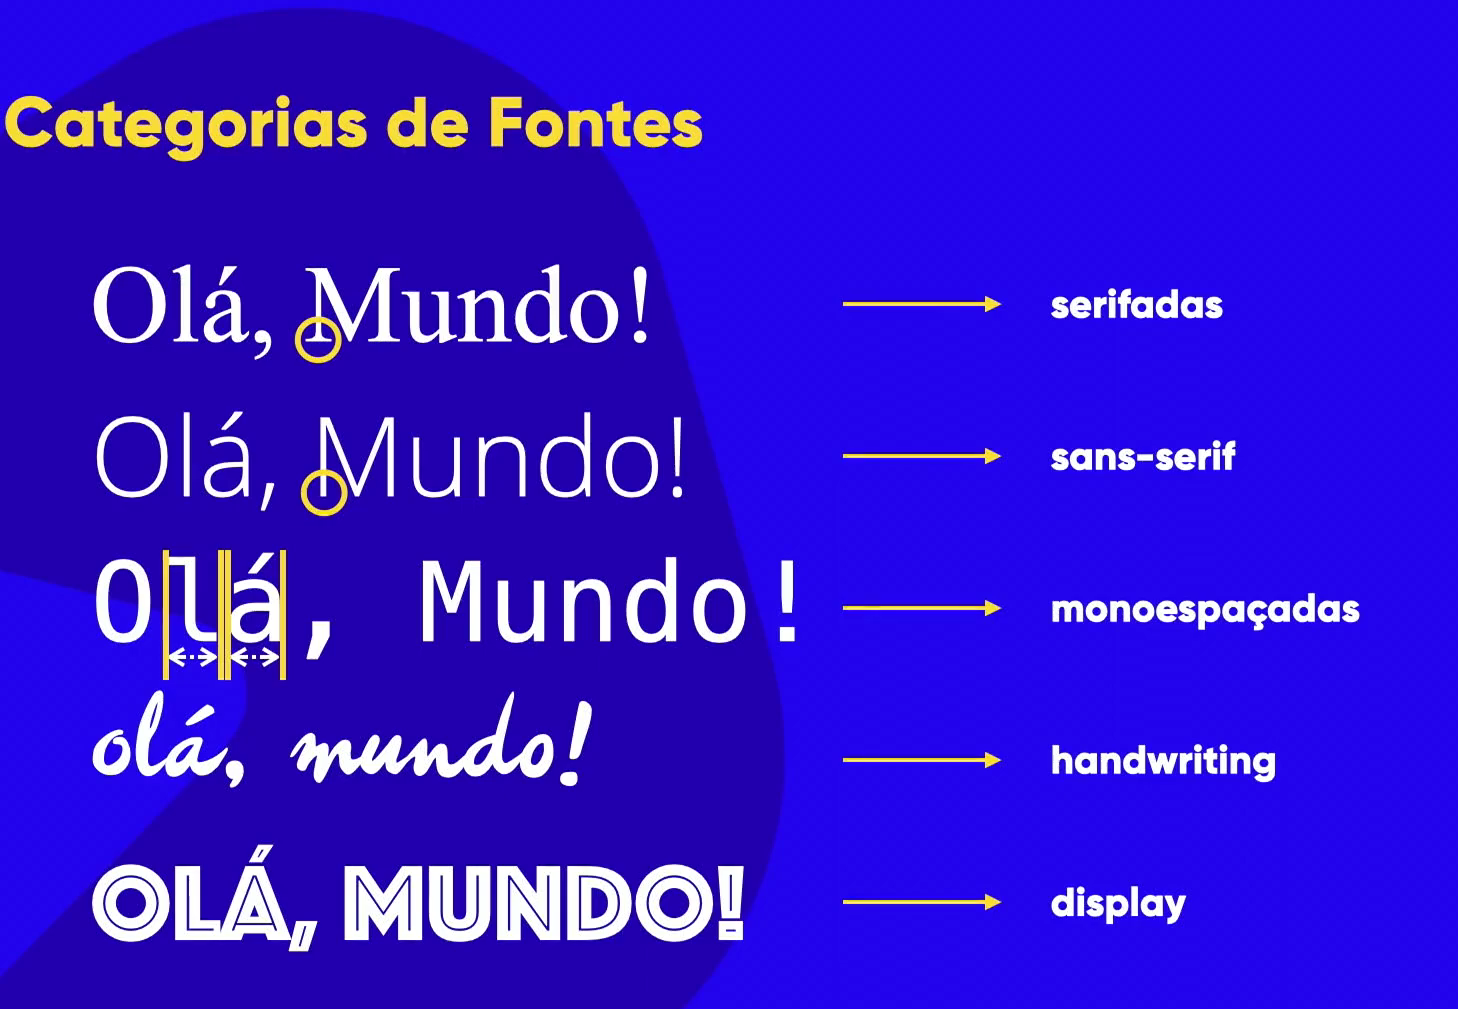 Categorias de Fontes
Olá, Mundo! serifadas
Olá, Mundo! sans-serif
Olá, Mundo! monoespaçadas
olá, mundo! handwriting
OLÁ, MUNDO! display